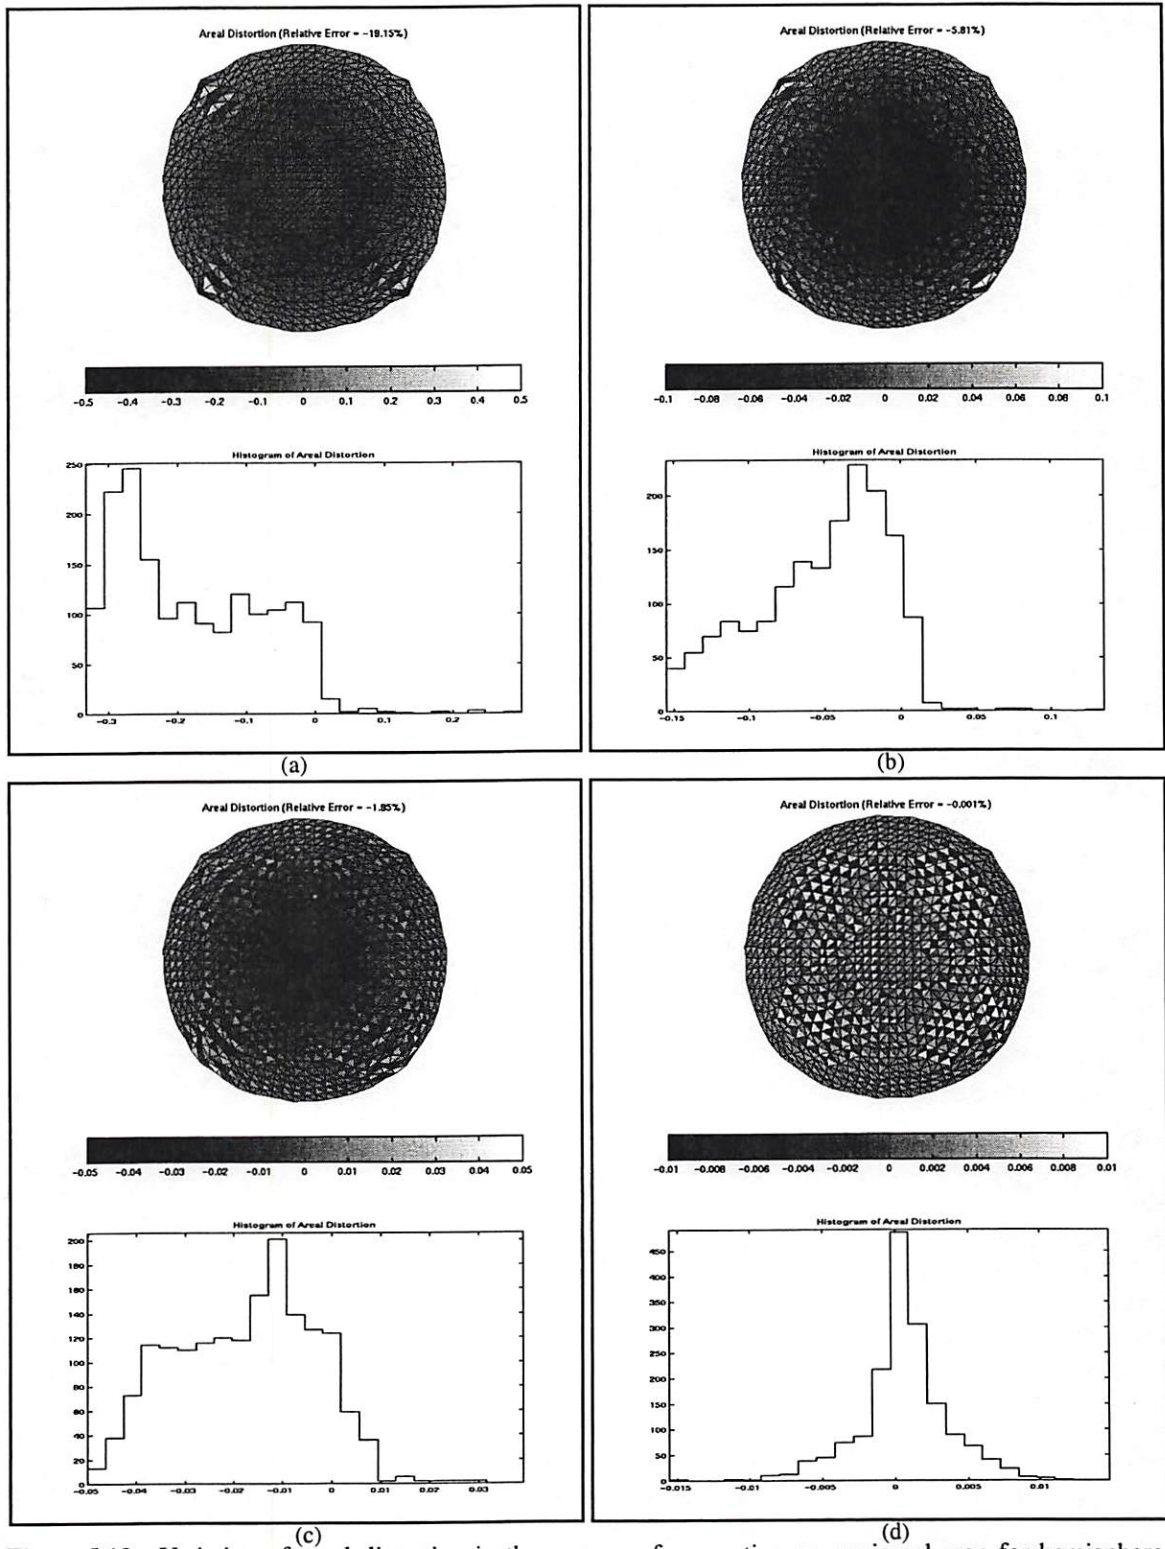 Areal Distortion (Relative Error = -19.15%)
-0.5 -0.4 -0.3 -0.2 -0.1 0 0.1 0.2 0.3 0.4 0.5
Histogram of Areal Distortion
250
200
150
100
50
0
-0.3 -0.2 -0.1 0 0.1 0.2
(a)
Areal Distortion (Relative Error = -5.81%)
-0.1 -0.08 -0.06 -0.04 -0.02 0 0.02 0.04 0.06 0.08 0.1
Histogram of Areal Distortion
200
150
100
50
0
-0.15 -0.1 -0.05 0 0.05 0.1
(b)
Areal Distortion (Relative Error = -1.85%)
-0.05 -0.04 -0.03 -0.02 -0.01 0 0.01 0.02 0.03 0.04 0.05
Histogram of Areal Distortion
200
180
160
140
120
100
80
60
40
20
0
-0.05 -0.04 -0.03 -0.02 -0.01 0 0.01 0.02 0.03
(c)
Areal Distortion (Relative Error = -0.001%)
-0.01 -0.008 -0.006 -0.004 -0.002 0 0.002 0.004 0.006 0.008 0.01
Histogram of Areal Distortion
450
400
350
300
250
200
150
100
50
0
-0.015 -0.01 -0.005 0 0.005 0.01
(d)